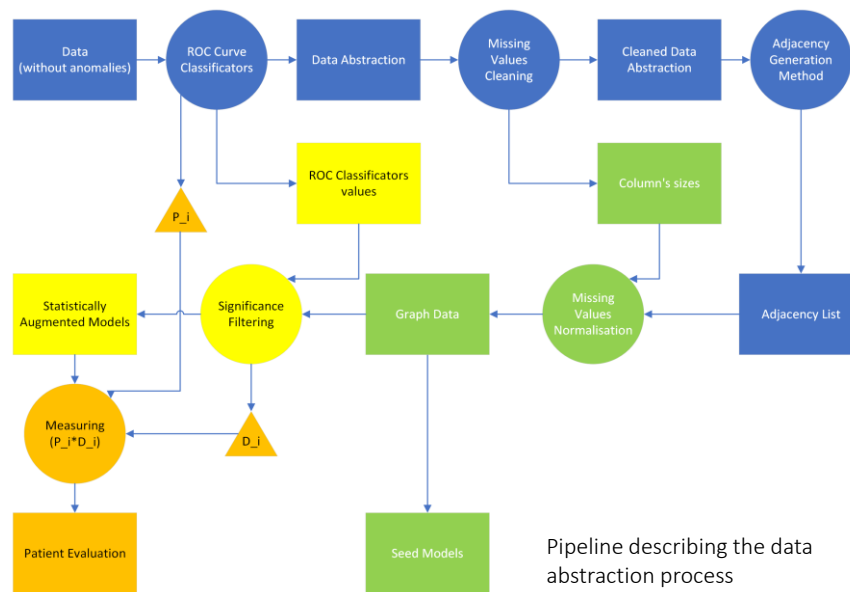 Data
(without anomalies)
ROC Curve
Classificators
Data Abstraction
Missing
Values
Cleaning
Cleaned Data
Abstraction
Adjacency
Generation
Method
ROC Classificators
values
Column's sizes
P_i
Statistically
Augmented Models
Significance
Filtering
Graph Data
Missing
Values
Normalisation
Adjacency List
Measuring
(P_i*D_i)
D_i
Patient Evaluation
Seed Models
Pipeline describing the data
abstraction process